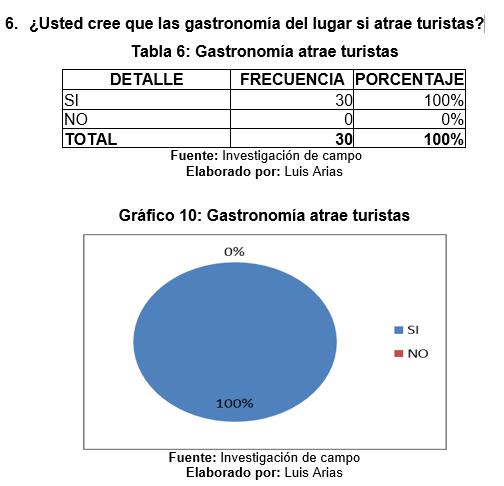 6. ¿Usted cree que las gastronomía del lugar si atrae turistas?
Tabla 6: Gastronomía atrae turistas
DETALLE FRECUENCIA PORCENTAJE
SI 30 100%
NO 0 0%
TOTAL 30 100%
Fuente: Investigación de campo
Elaborado por: Luis Arias
Gráfico 10: Gastronomía atrae turistas
0%
SI
NO
100%
Fuente: Investigación de campo
Elaborado por: Luis Arias